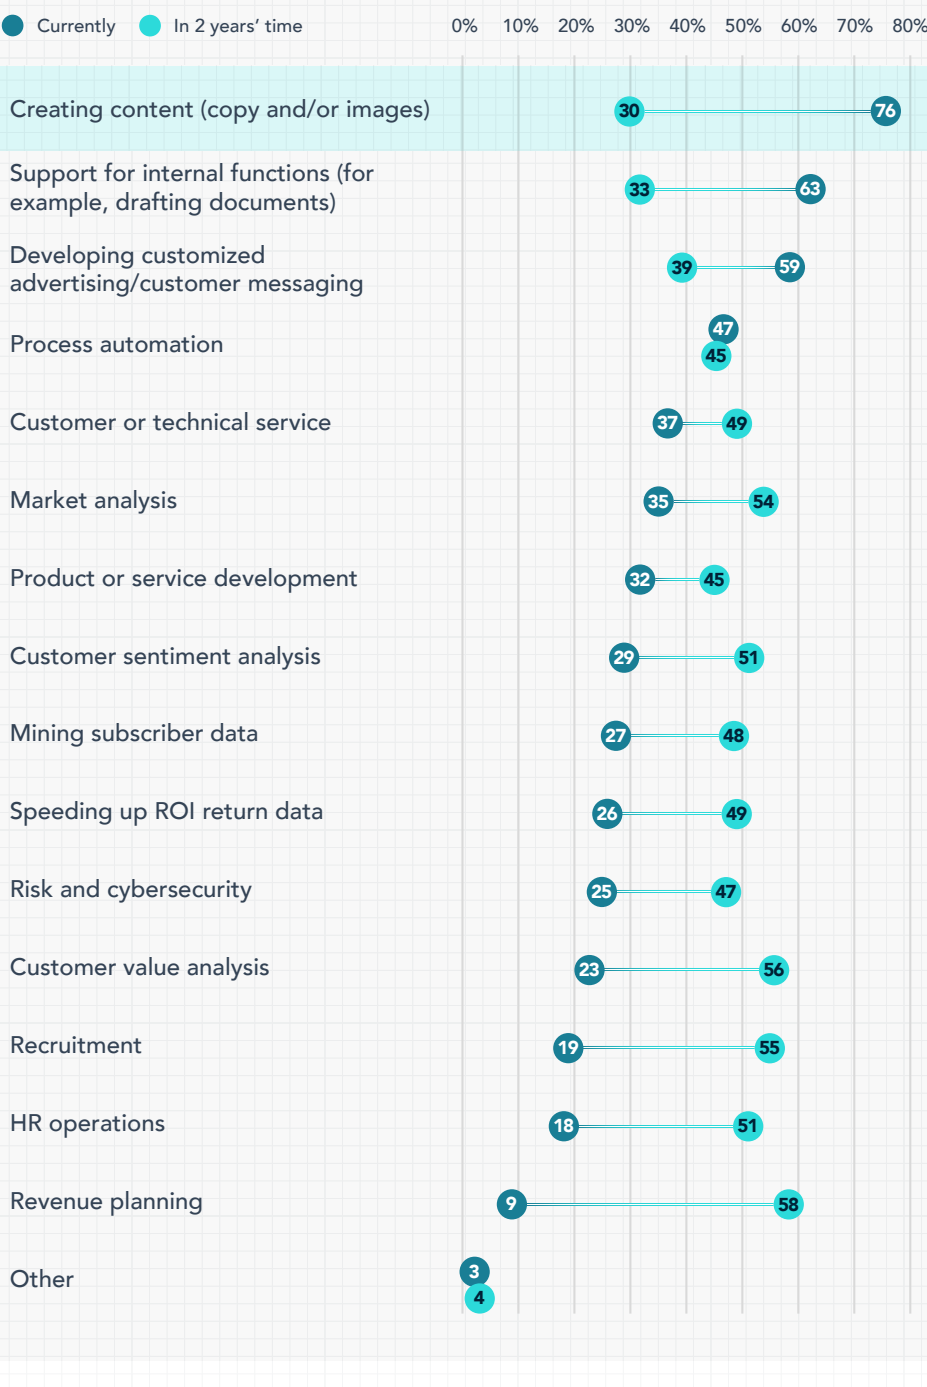 Currently In 2 years’ time 0% 10% 20% 30% 40% 50% 60% 70% 80%
Creating content (copy and/or images) 30 76
Support for internal functions (for
example, drafting documents) 33 63
Developing customized
advertising/customer messaging 39 59
Process automation 47
45
Customer or technical service 37 49
Market analysis 35 54
Product or service development 32 45
Customer sentiment analysis 29 51
Mining subscriber data 27 48
Speeding up ROI return data 26 49
Risk and cybersecurity 25 47
Customer value analysis 23 56
Recruitment 19 55
HR operations 18 51
Revenue planning 9 58
Other 3
4